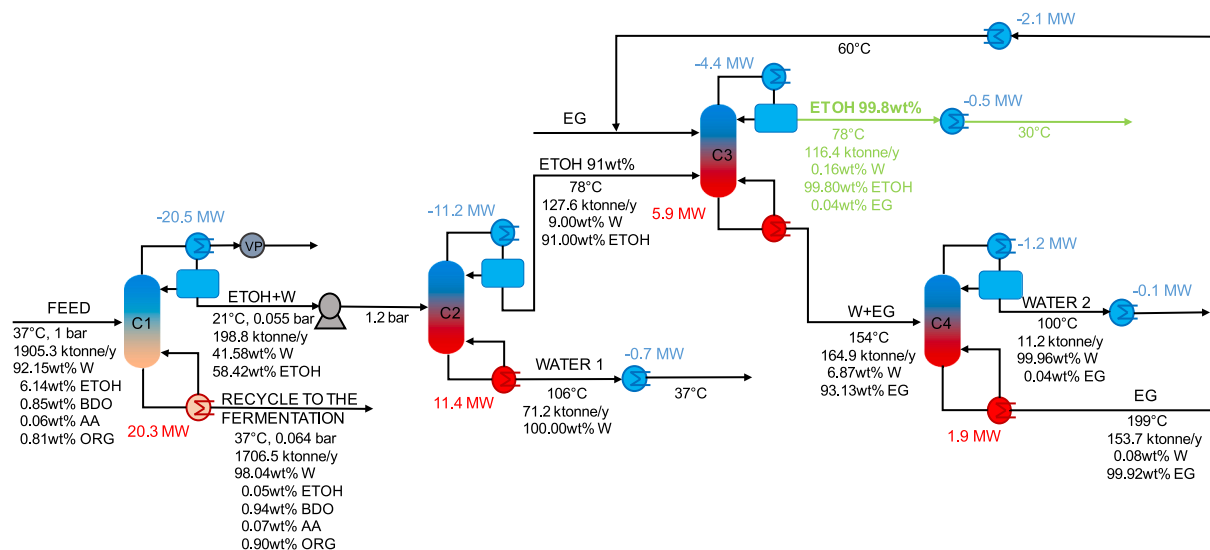 -2.1 MW
60°C
-4.4 MW
EG
C3
ETOH 99.8wt%
-0.5 MW
78°C
30°C
116.4 ktonne/y
0.16wt% W
99.80wt% ETOH
0.04wt% EG
ETOH 91wt%
78°C
127.6 ktonne/y
9.00wt% W
91.00wt% ETOH
5.9 MW
-20.5 MW
VP
C1
FEED
37°C, 1 bar
1905.3 ktonne/y
92.15wt% W
6.14wt% ETOH
0.85wt% BDO
0.06wt% AA
0.81wt% ORG
ETOH+W
21°C, 0.055 bar
198.8 ktonne/y
41.58wt% W
58.42wt% ETOH
1.2 bar
20.3 MW
RECYCLE TO THE
FERMENTATION
37°C, 0.064 bar
1706.5 ktonne/y
98.04wt% W
0.05wt% ETOH
0.94wt% BDO
0.07wt% AA
0.90wt% ORG
-11.2 MW
C2
11.4 MW
WATER 1
-0.7 MW
106°C
37°C
71.2 ktonne/y
100.00wt% W
W+EG
154°C
164.9 ktonne/y
6.87wt% W
93.13wt% EG
-1.2 MW
C4
WATER 2
-0.1 MW
100°C
11.2 ktonne/y
99.96wt% W
0.04wt% EG
1.9 MW
EG
199°C
153.7 ktonne/y
0.08wt% W
99.92wt% EG